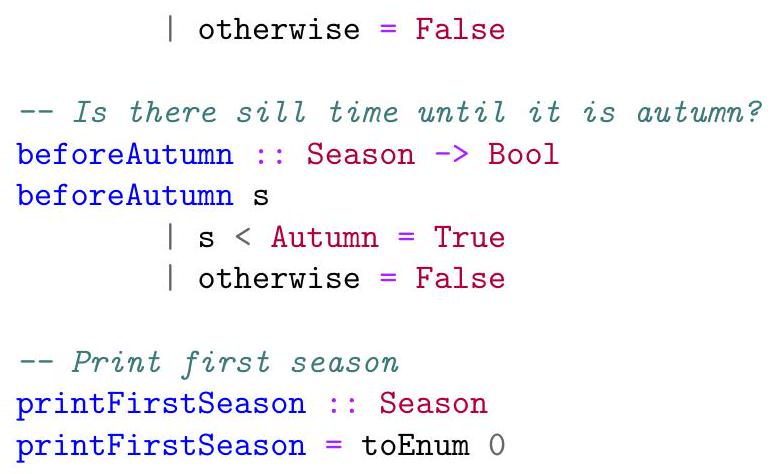 | otherwise = False
-- Is there sill time until it is autumn?
beforeAutumn :: Season -> Bool
beforeAutumn s
| s < Autumn = True
| otherwise = False
-- Print first season
printFirstSeason :: Season
printFirstSeason = toEnum 0